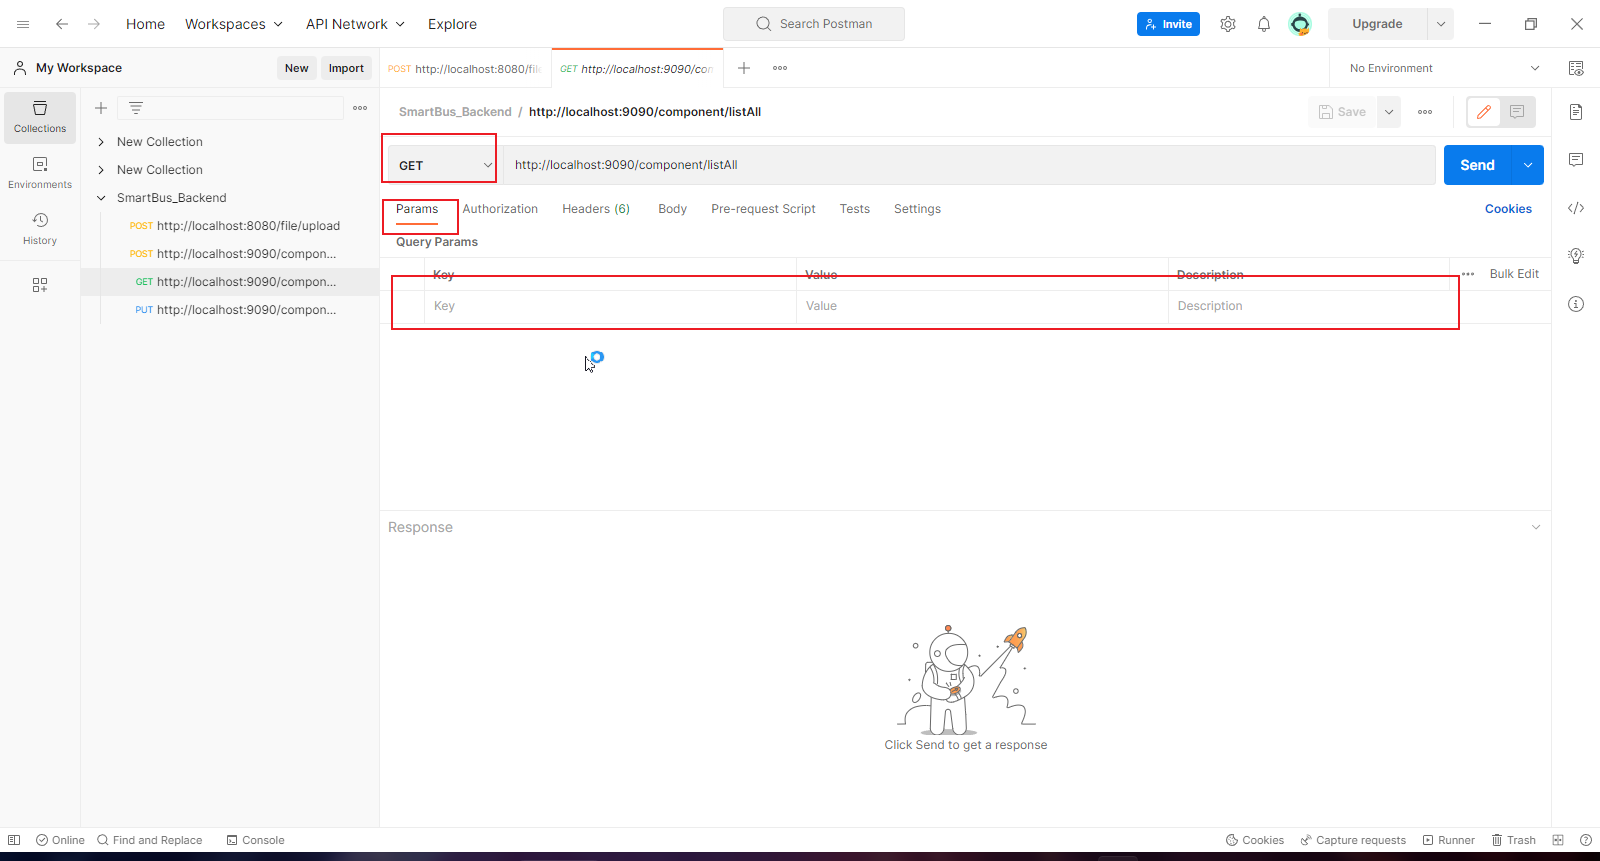 Home Workspaces API Network Explore Search Postman Invite Upgrade
My Workspace New Import POST http://localhost:8080/fil GET http://localhost:9090/con No Environment
Collections
Environments
History
New Collection
New Collection
SmartBus_Backend
POST http://localhost:8080/file/upload
POST http://localhost:9090/compon...
GET http://localhost:9090/compon...
PUT http://localhost:9090/compon...
SmartBus_Backend / http://localhost:9090/component/listAll Save
GET http://localhost:9090/component/listAll Send
Params Authorization Headers (6) Body Pre-request Script Tests Settings Cookies
Query Params
Key Value Description Bulk Edit
Key Value Description
Response
Click Send to get a response
Online Find and Replace Console Cookies Capture requests Runner Trash